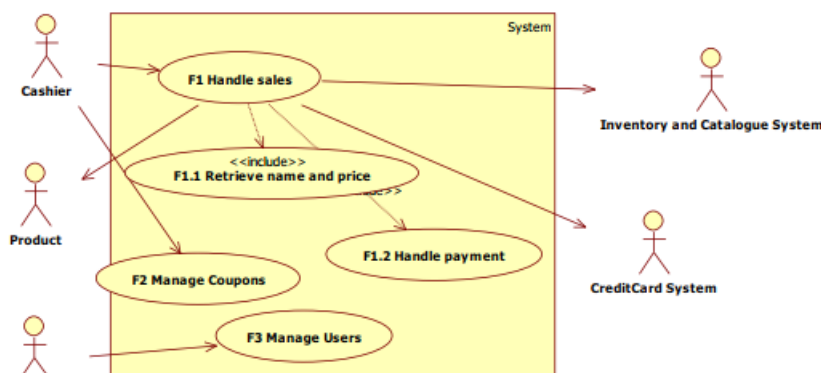 System
F1 Handle sales
Cashier
Inventory and Catalogue System
<<include>>
F1.1 Retrieve name and price
Product
F1.2 Handle payment
F2 Manage Coupons
CreditCard System
F3 Manage Users